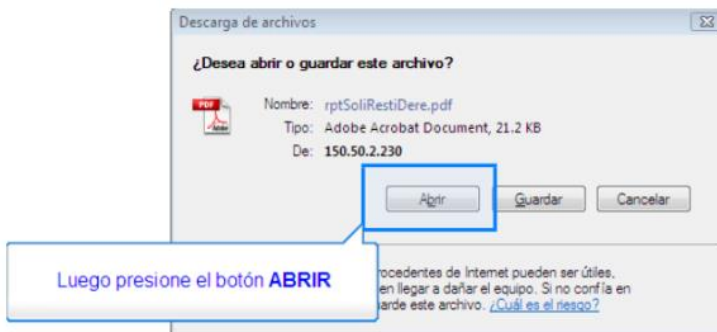 Descarga de archivos
¿Desea abrir o guardar este archivo?
PDF
Adobe
Nombre: rptSoliRestiDere.pdf
Tipo: Adobe Acrobat Document, 21.2 KB
De: 150.50.2.230
Abrir Guardar Cancelar
Luego presione el botón ABRIR
rocedentes de Internet pueden ser útiles,
en llegar a dañar el equipo. Si no confía en
arde este archivo. ¿Cuál es el riesgo?